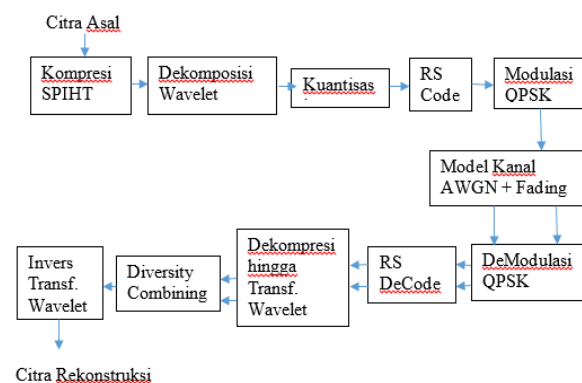 Citra Asal
Kompresi
SPIHT
Dekomposisi
Wavelet
Kuantisas
RS
Code
Modulasi
QPSK
Model Kanal
AWGN + Fading
DeModulasi
QPSK
RS
DeCode
Dekompresi
hingga
Transf.
Wavelet
Diversity
Combining
Invers
Transf.
Wavelet
Citra Rekonstruksi